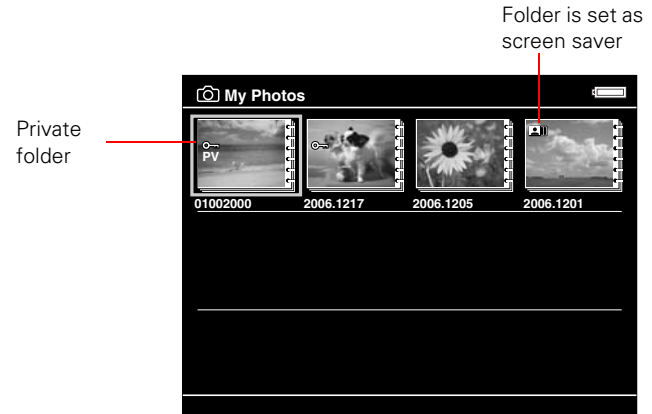 Folder is set as
screen saver
My Photos
Private
folder
PV
01002000 2006.1217 2006.1205 2006.1201